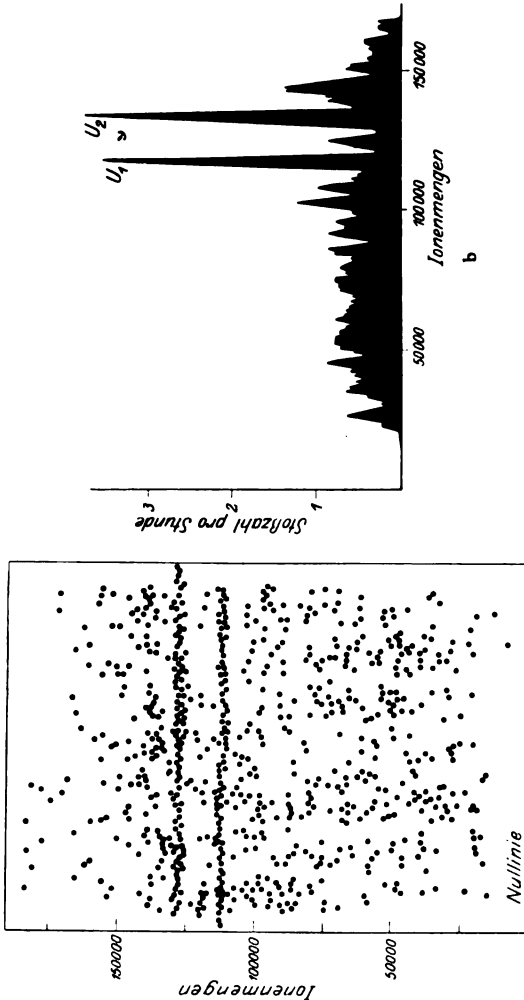 Ionenmengen
150000
100000
50000
Nullinie
Stoßzahl pro Stunde
3
2
1
U₁
U₂
50000
100000
150000
Ionenmengen
b